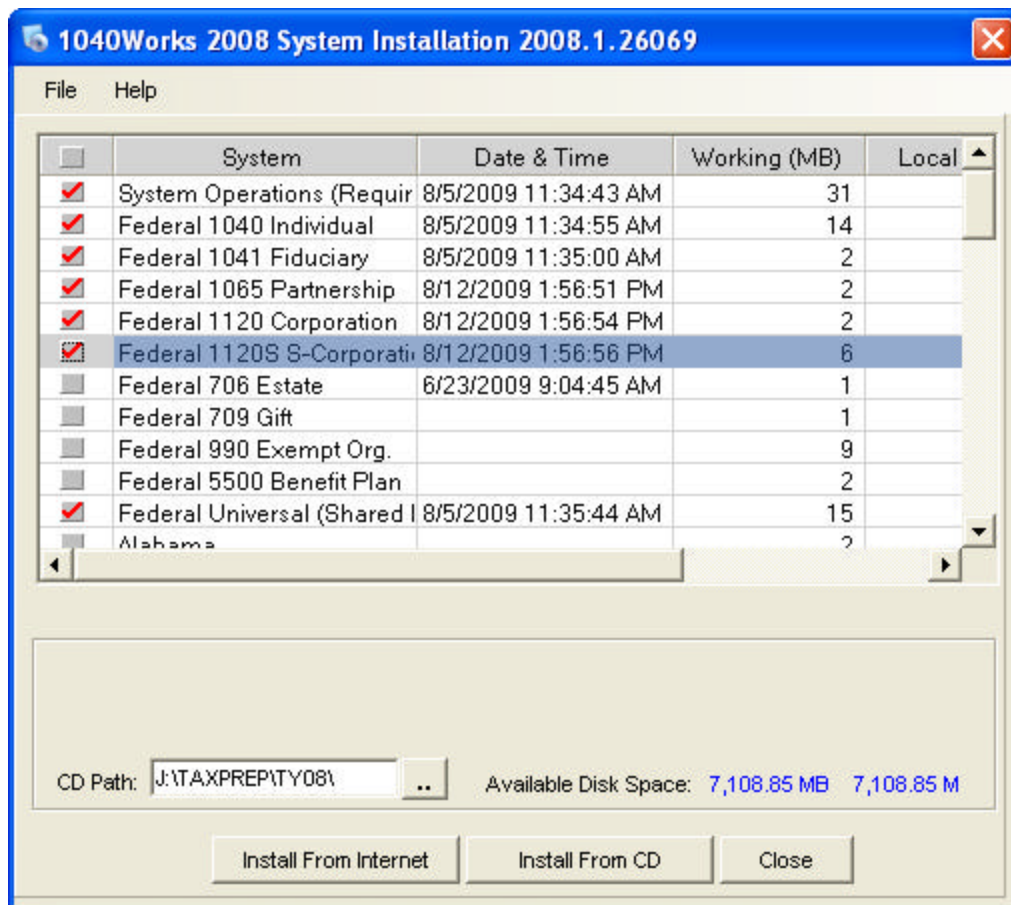 1040Works 2008 System Installation 2008.1.26069
File Help
System Date & Time Working (MB) Local
System Operations (Requir 8/5/2009 11:34:43 AM 31
Federal 1040 Individual 8/5/2009 11:34:55 AM 14
Federal 1041 Fiduciary 8/5/2009 11:35:00 AM 2
Federal 1065 Partnership 8/12/2009 1:56:51 PM 2
Federal 1120 Corporation 8/12/2009 1:56:54 PM 2
Federal 1120S S-Corporati 8/12/2009 1:56:56 PM 6
Federal 706 Estate 6/23/2009 9:04:45 AM 1
Federal 709 Gift 1
Federal 990 Exempt Org. 9
Federal 5500 Benefit Plan 2
Federal Universal (Shared 8/5/2009 11:35:44 AM 15
Alabama 2
CD Path: J:\TAXPREP\TY08\ .. Available Disk Space: 7,108.85 MB 7,108.85 M
Install From Internet Install From CD Close